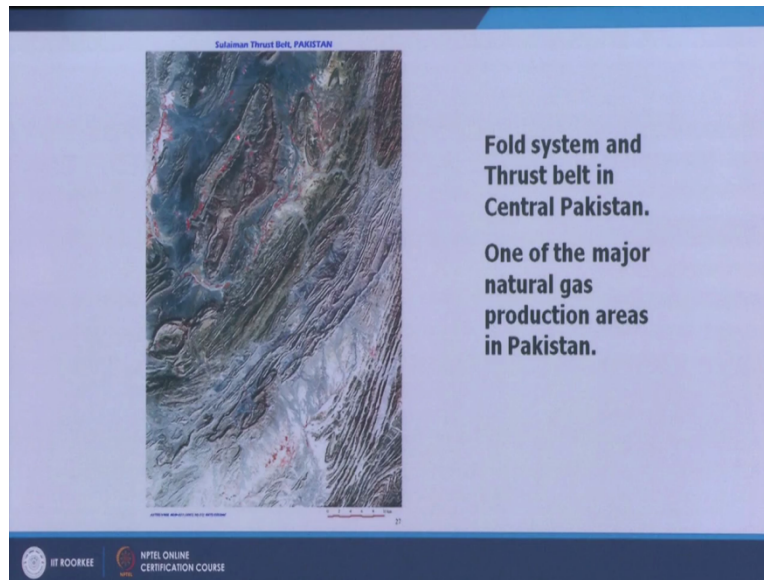 Sulaiman Thrust Belt, PAKISTAN
Fold system and
Thrust belt in
Central Pakistan.
One of the major
natural gas
production areas
in Pakistan.
27
IIT ROORKEE
NPTEL ONLINE
CERTIFICATION COURSE